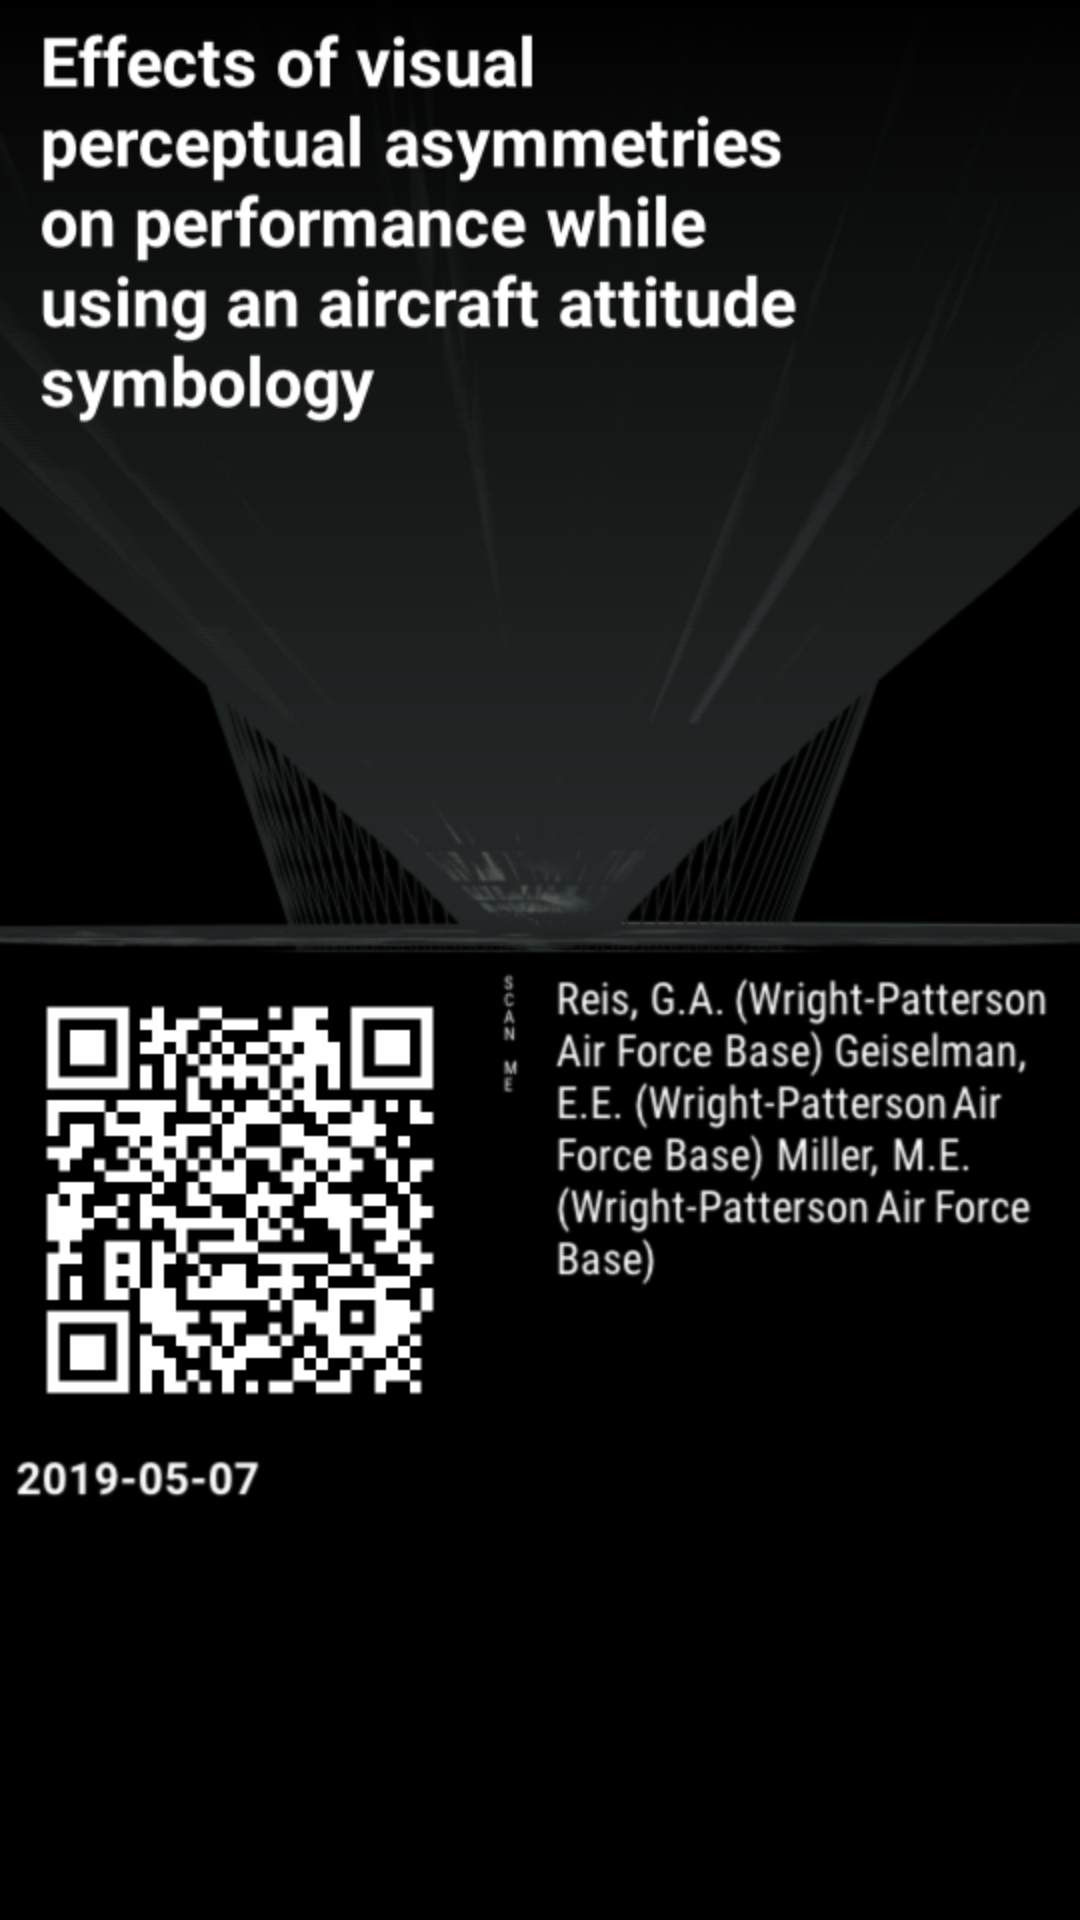 Effects of visual
perceptual asymmetries
on performance while
using an aircraft attitude
symbology
SCAN ME
Reis, G.A. (Wright-Patterson
Air Force Base) Geiselman,
E.E. (Wright-Patterson Air
Force Base) Miller, M.E.
(Wright-Patterson Air Force
Base)
2019-05-07